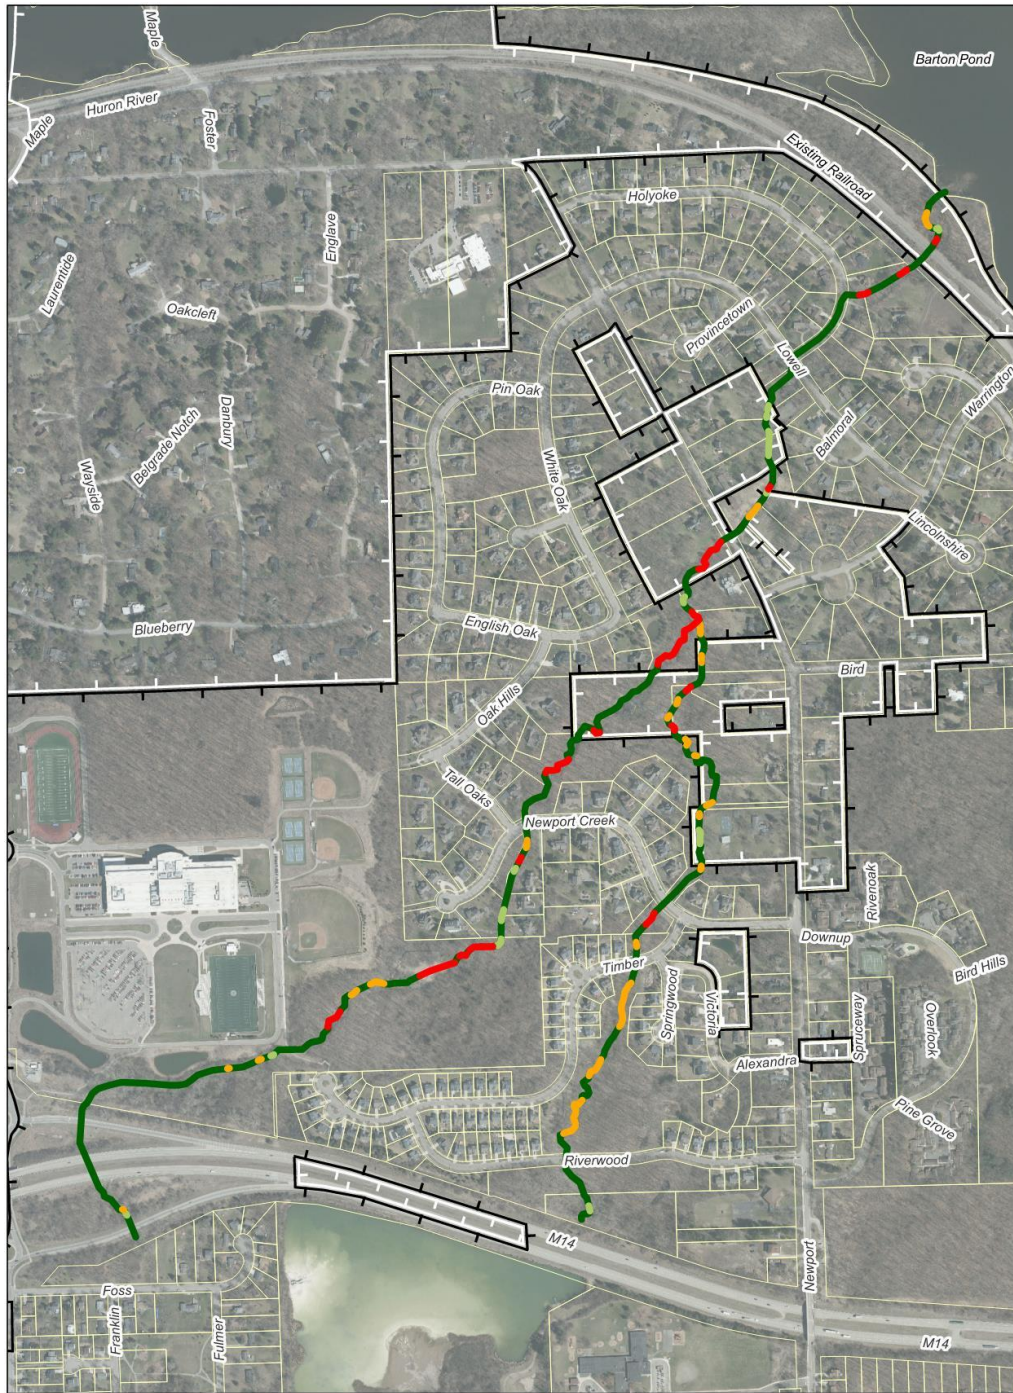 Maple
Barton Pond
Huron River
Maple
Foster
Existing Railroad
Holyoke
Englave
Laurentide
Oakcleft
Provincetown
Lowell
Warrington
Pin Oak
Danbury
Belgrade Notch
Balmoral
Wayside
White Oak
Lincolnshire
Blueberry
English Oak
Bird
Oak Hills
Tall Oaks
Newport Creek
Rivenoak
Downup
Timber
Bird Hills
Springwood
Victoria
Spruceway
Overlook
Alexandra
Pine Grove
Riverwood
M14
Newport
Foss
Franklin
Fulmer
M14